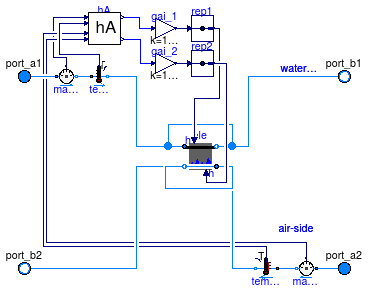 hA
hA
gai_1
k=1...
rep1
gai_2
k=1...
rep2
port_a1
ma...
te...
T
water...
port_b1
h
le
h
air-side
port_b2
T
tem...
ma...
port_a2